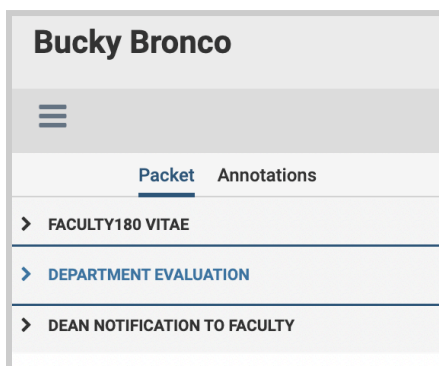 Bucky Bronco
Packet Annotations
FACULTY180 VITAE
DEPARTMENT EVALUATION
DEAN NOTIFICATION TO FACULTY